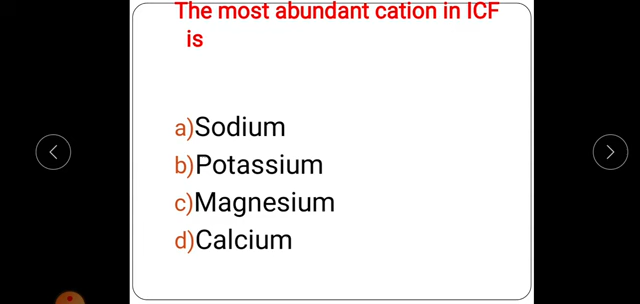 The most abundant cation in ICF
is
a)Sodium
b)Potassium
c)Magnesium
d)Calcium